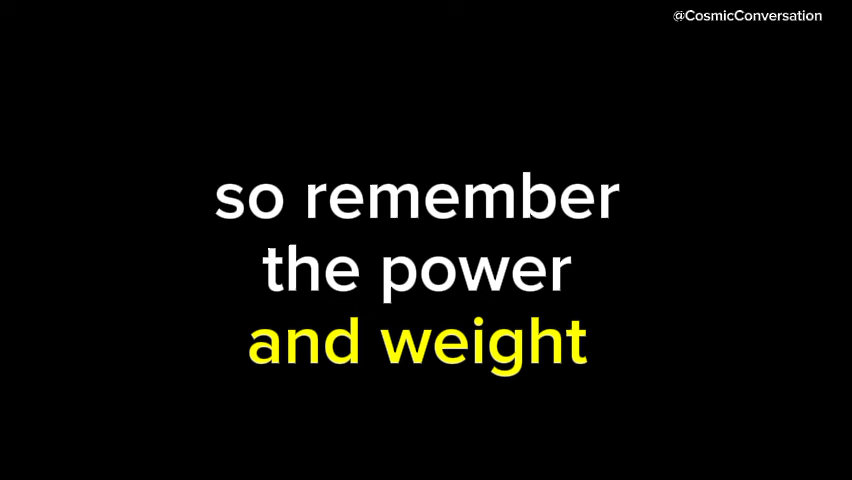 @CosmicConversation
so remember
the power
and weight